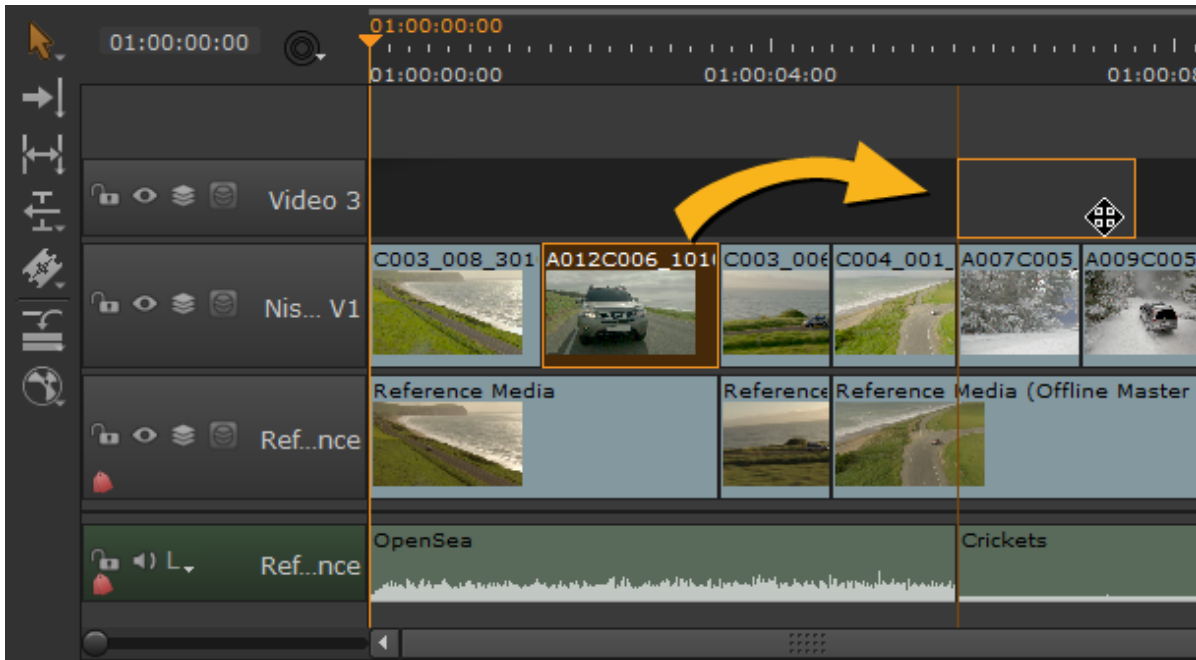 01:00:00:00
01:00:00:00
01:00:00:00 01:00:04:00 01:00:08
Video 3
C003_008_301 A012C006_101 C003_006 C004_001_ A007C005 A009C005
Nis... V1
Reference Media Reference Reference Media (Offline Master
Ref...nce
OpenSea Crickets
L
Ref...nce